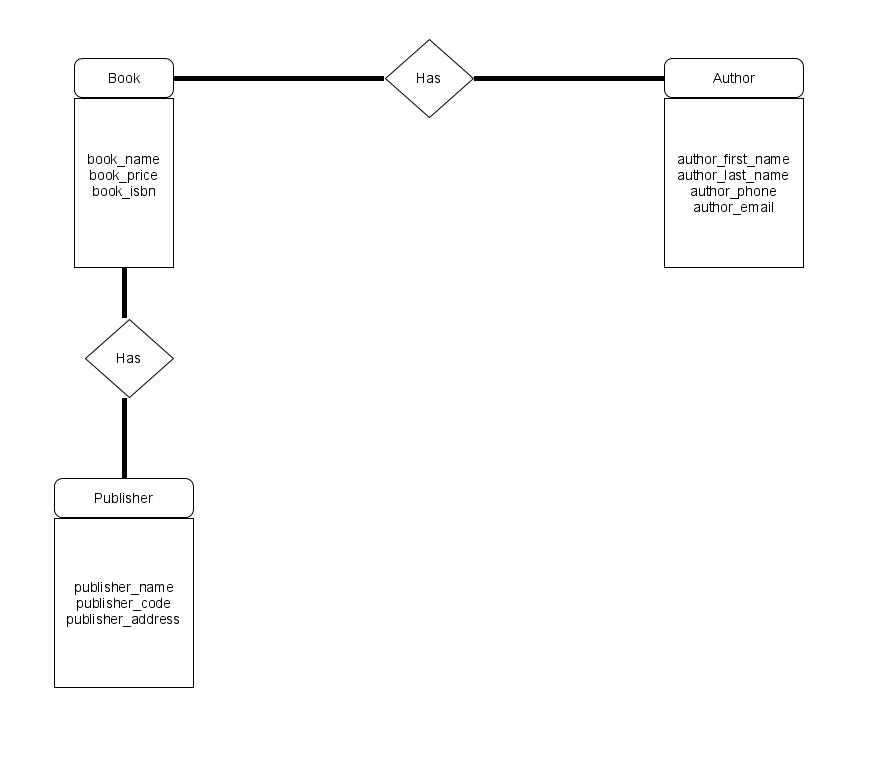 Book
Has
Author
book_name
book_price
book_isbn
author_first_name
author_last_name
author_phone
author_email
Has
Publisher
publisher_name
publisher_code
publisher_address